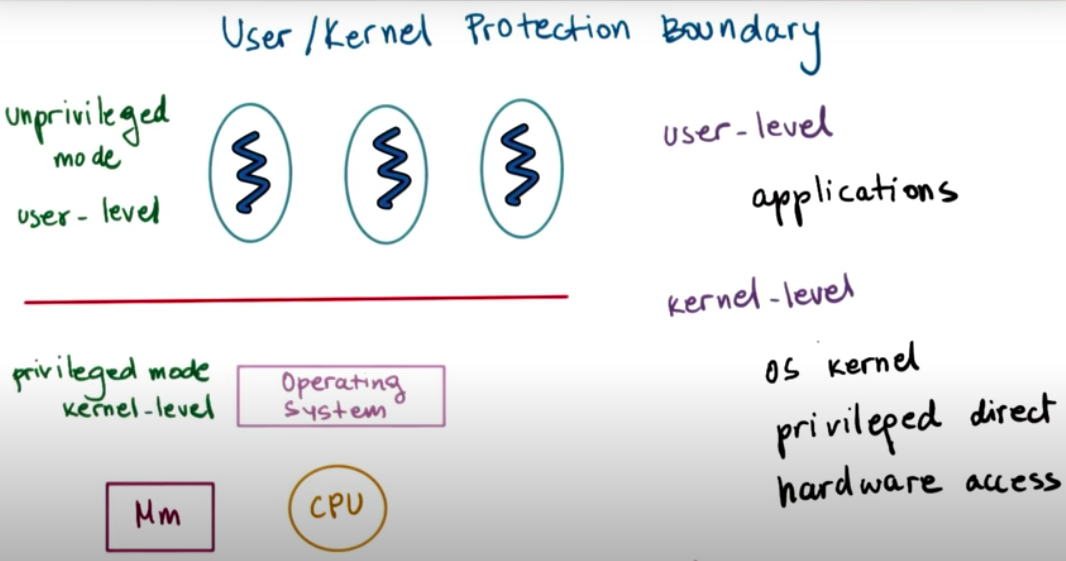 User/Kernel Protection Boundary
unprivileged
mode
user-level
privileged mode
kernel-level
Operating
System
Mm
CPU
user-level
applications
kernel-level
OS kernel
privileged direct
hardware access